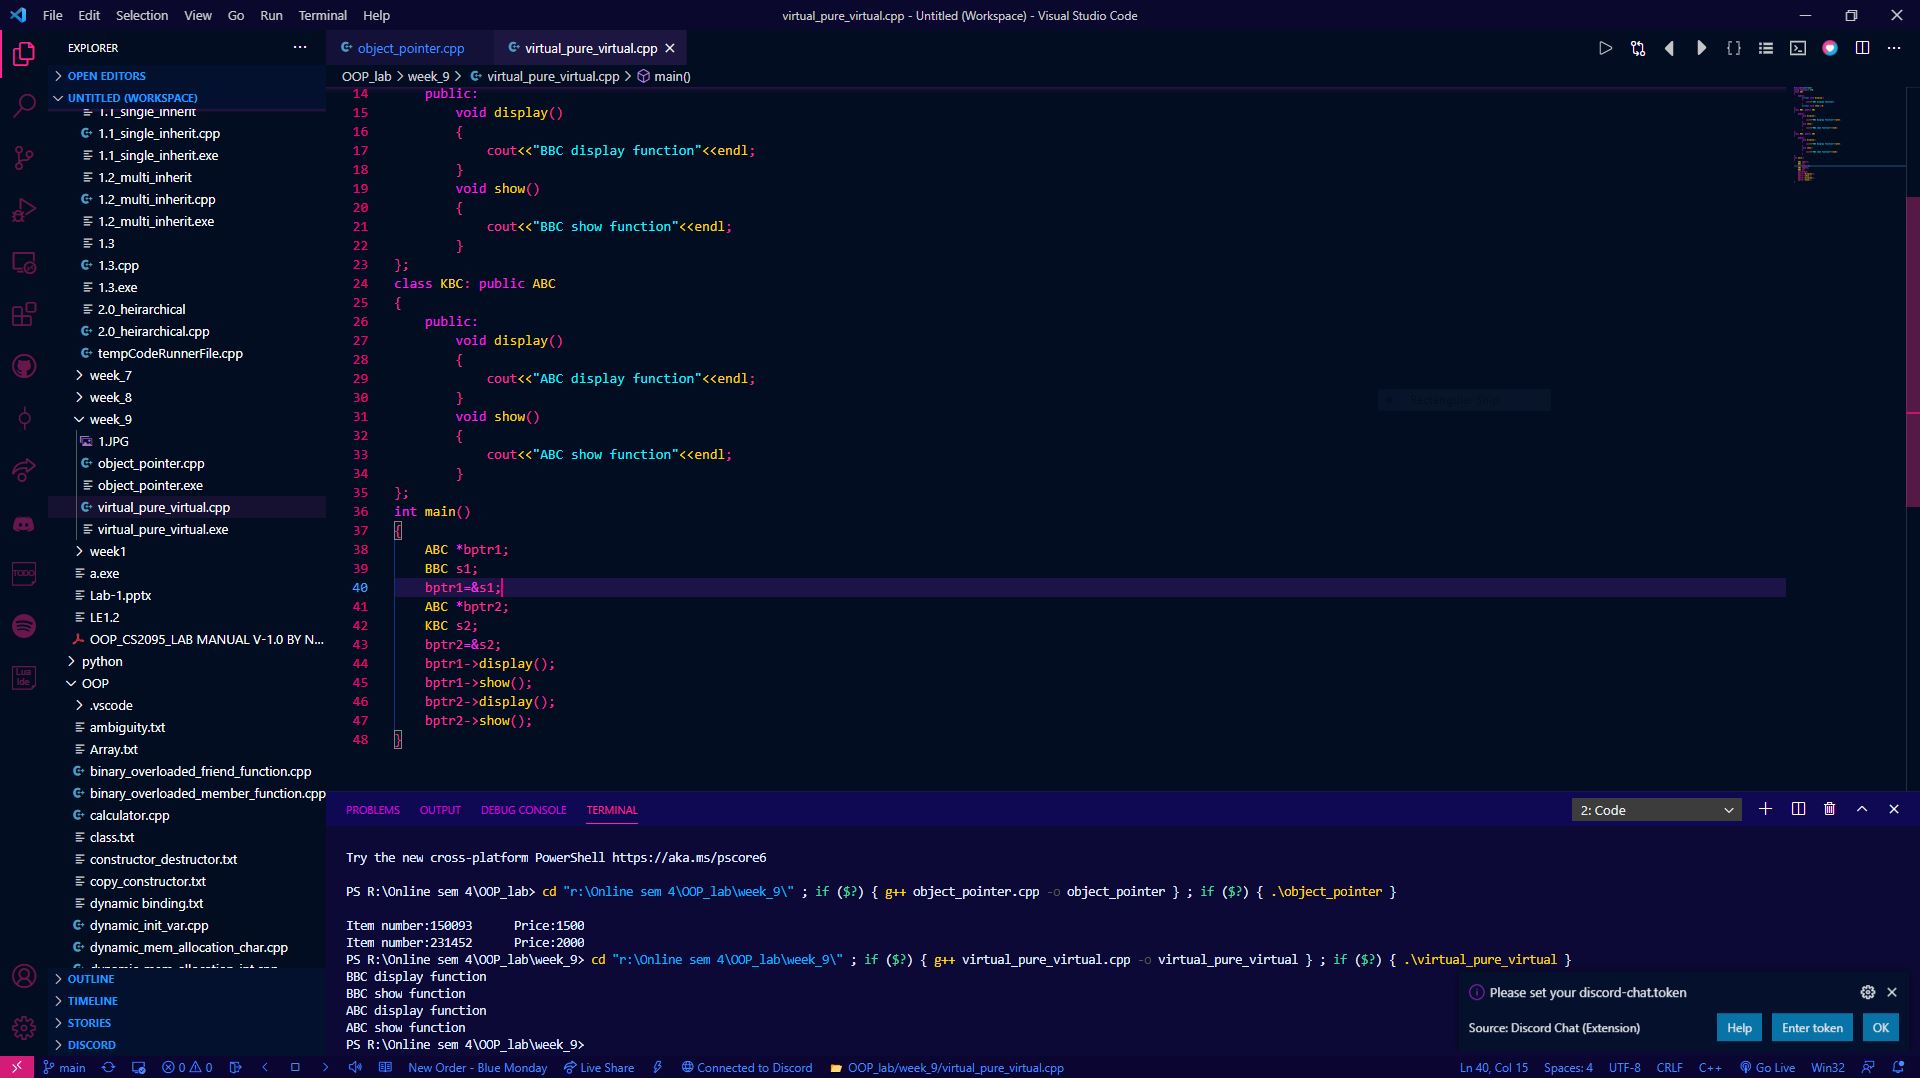 File Edit Selection View Go Run Terminal Help
virtual_pure_virtual.cpp - Untitled (Workspace) - Visual Studio Code
EXPLORER
object_pointer.cpp
virtual_pure_virtual.cpp
OPEN EDITORS
UNTITLED (WORKSPACE)
1.1_single_inherit
1.1_single_inherit.cpp
1.1_single_inherit.exe
1.2_multi_inherit
1.2_multi_inherit.cpp
1.2_multi_inherit.exe
1.3
1.3.cpp
1.3.exe
2.0_heirarchical
2.0_heirarchical.cpp
tempCodeRunnerFile.cpp
week_7
week_8
week_9
1.JPG
object_pointer.cpp
object_pointer.exe
virtual_pure_virtual.cpp
virtual_pure_virtual.exe
week1
a.exe
Lab-1.pptx
LE1.2
OOP_CS2095_LAB MANUAL V-1.0 BY N...
python
OOP
.vscode
ambiguity.txt
Array.txt
binary_overloaded_friend_function.cpp
binary_overloaded_member_function.cpp
calculator.cpp
class.txt
constructor_destructor.txt
copy_constructor.txt
dynamic binding.txt
dynamic_init_var.cpp
dynamic_mem_allocation_char.cpp
OUTLINE
TIMELINE
STORIES
DISCORD
TODO
Lua
Ide
OOP_lab > week_9 > virtual_pure_virtual.cpp > main()
14 public:
15 void display()
16 {
17 cout<<"BBC display function"<<endl;
18 }
19 void show()
20 {
21 cout<<"BBC show function"<<endl;
22 }
23 };
24 class KBC: public ABC
25 {
26 public:
27 void display()
28 {
29 cout<<"ABC display function"<<endl;
30 }
31 void show()
32 {
33 cout<<"ABC show function"<<endl;
34 }
35 };
36 int main()
37 {
38 ABC *bptr1;
39 BBC s1;
40 bptr1=&s1;
41 ABC *bptr2;
42 KBC s2;
43 bptr2=&s2;
44 bptr1->display();
45 bptr1->show();
46 bptr2->display();
47 bptr2->show();
48 }
Rectangular Snip
PROBLEMS OUTPUT DEBUG CONSOLE TERMINAL
2: Code
Try the new cross-platform PowerShell https://aka.ms/pscore6
PS R:\Online sem 4\OOP_lab> cd "r:\Online sem 4\OOP_lab\week_9\" ; if ($?) { g++ object_pointer.cpp -o object_pointer } ; if ($?) { .\object_pointer }
Item number:150093 Price:1500
Item number:231452 Price:2000
PS R:\Online sem 4\OOP_lab\week_9> cd "r:\Online sem 4\OOP_lab\week_9\" ; if ($?) { g++ virtual_pure_virtual.cpp -o virtual_pure_virtual } ; if ($?) { .\virtual_pure_virtual }
BBC display function
BBC show function
ABC display function
ABC show function
PS R:\Online sem 4\OOP_lab\week_9>
Please set your discord-chat.token
Source: Discord Chat (Extension)
Help Enter token OK
main 0 0 New Order - Blue Monday Live Share Connected to Discord OOP_lab/week_9/virtual_pure_virtual.cpp Ln 40, Col 15 Spaces: 4 UTF-8 CRLF C++ Go Live Win32